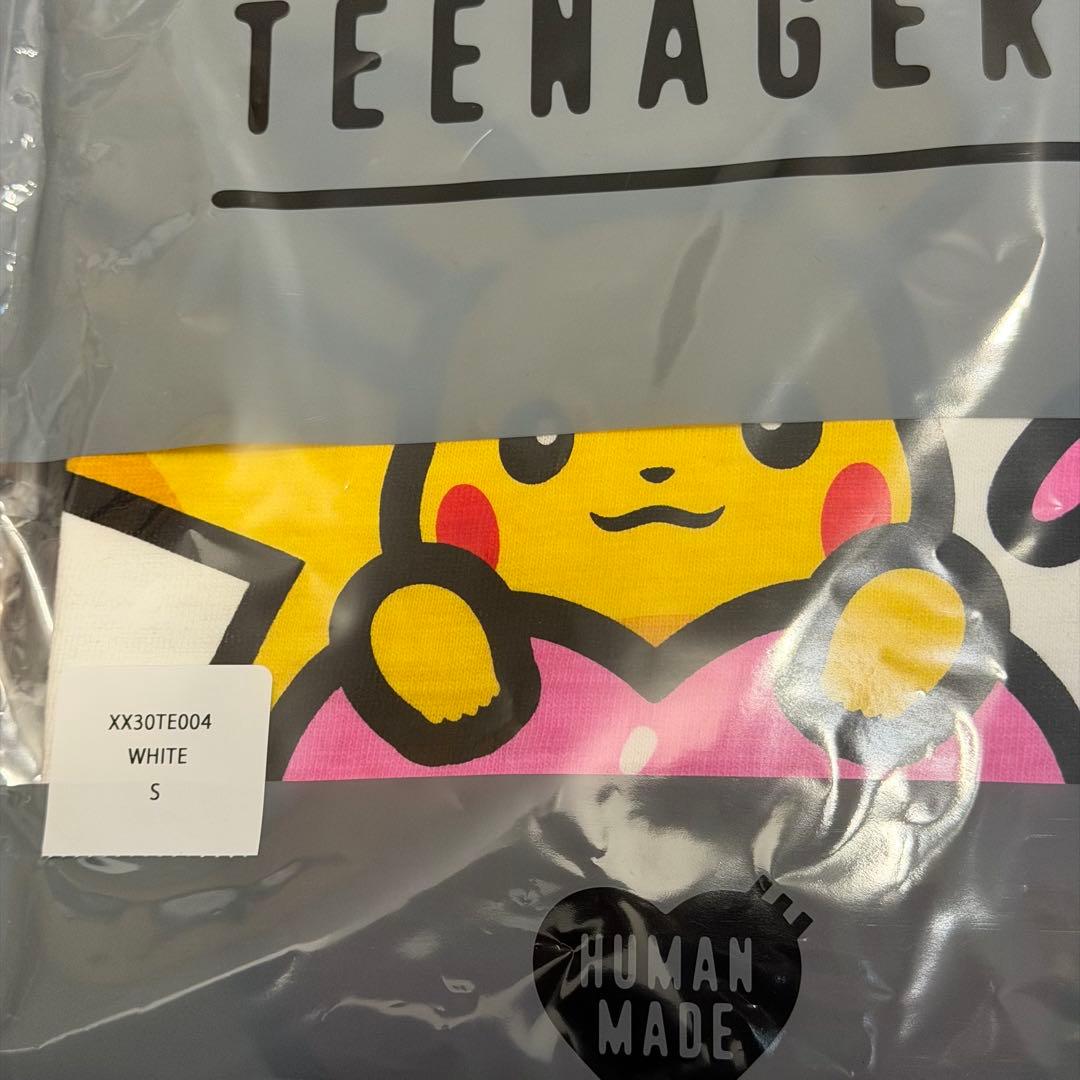 TEENAGER
XX30TE004
WHITE
S
HUMAN
MADE